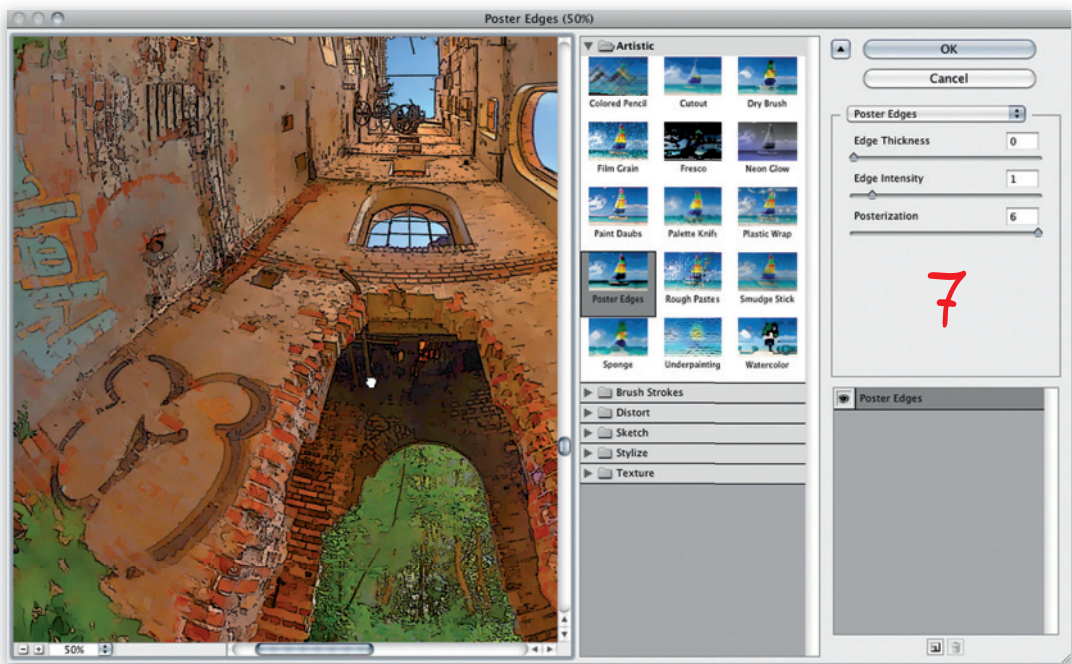 Poster Edges (50%)
Artistic
Colored Pencil Cutout Dry Brush
Film Grain Fresco Neon Glow
Paint Daubs Palette Knife Plastic Wrap
Poster Edges Rough Pastes Smudge Stick
Sponge Underpainting Watercolor
Brush Strokes
Distort
Sketch
Stylize
Texture
50%
OK
Cancel
Poster Edges
Edge Thickness 0
Edge Intensity 1
Posterization 6
7
Poster Edges